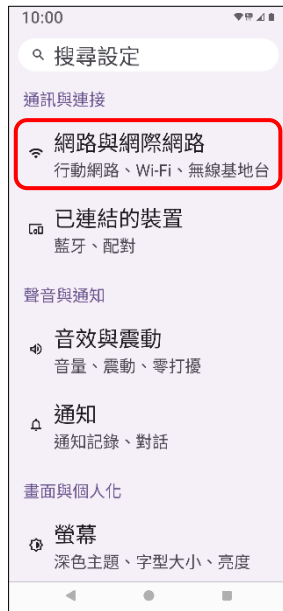 10:00
搜尋設定
通訊與連接
網路與網際網路
行動網路、Wi-Fi、無線基地台
已連結的裝置
藍牙、配對
聲音與通知
音效與震動
音量、震動、零打擾
通知
通知記錄、對話
畫面與個人化
螢幕
深色主題、字型大小、亮度